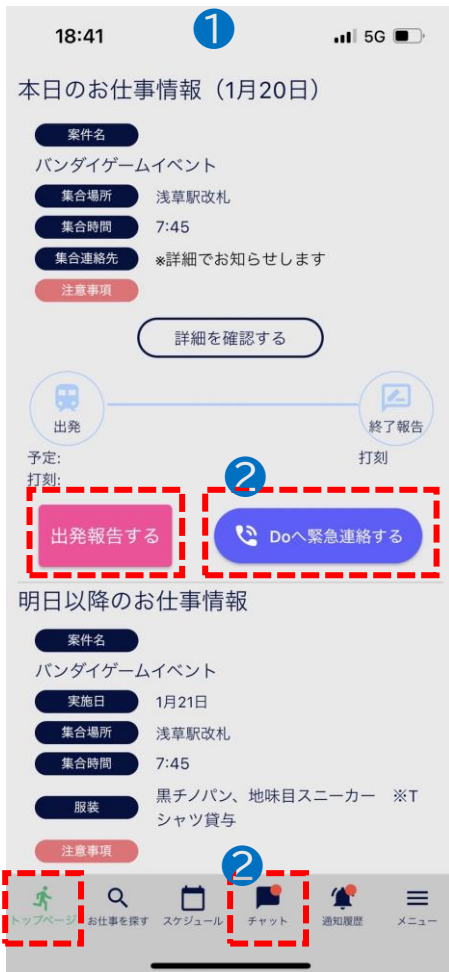 18:41
1
5G
本日のお仕事情報（1月20日）
案件名
バンダイゲームイベント
集合場所 浅草駅改札
集合時間 7:45
集合連絡先 ※詳細でお知らせします
注意事項
詳細を確認する
出発
終了報告
予定:
打刻
打刻:
2
出発報告する
Doへ緊急連絡する
明日以降のお仕事情報
案件名
バンダイゲームイベント
実施日 1月21日
集合場所 浅草駅改札
集合時間 7:45
服装 黒チノパン、地味目スニーカー ※T
シャツ貸与
注意事項
2
トップページ お仕事を探す スケジュール チャット 通知履歴 メニュー